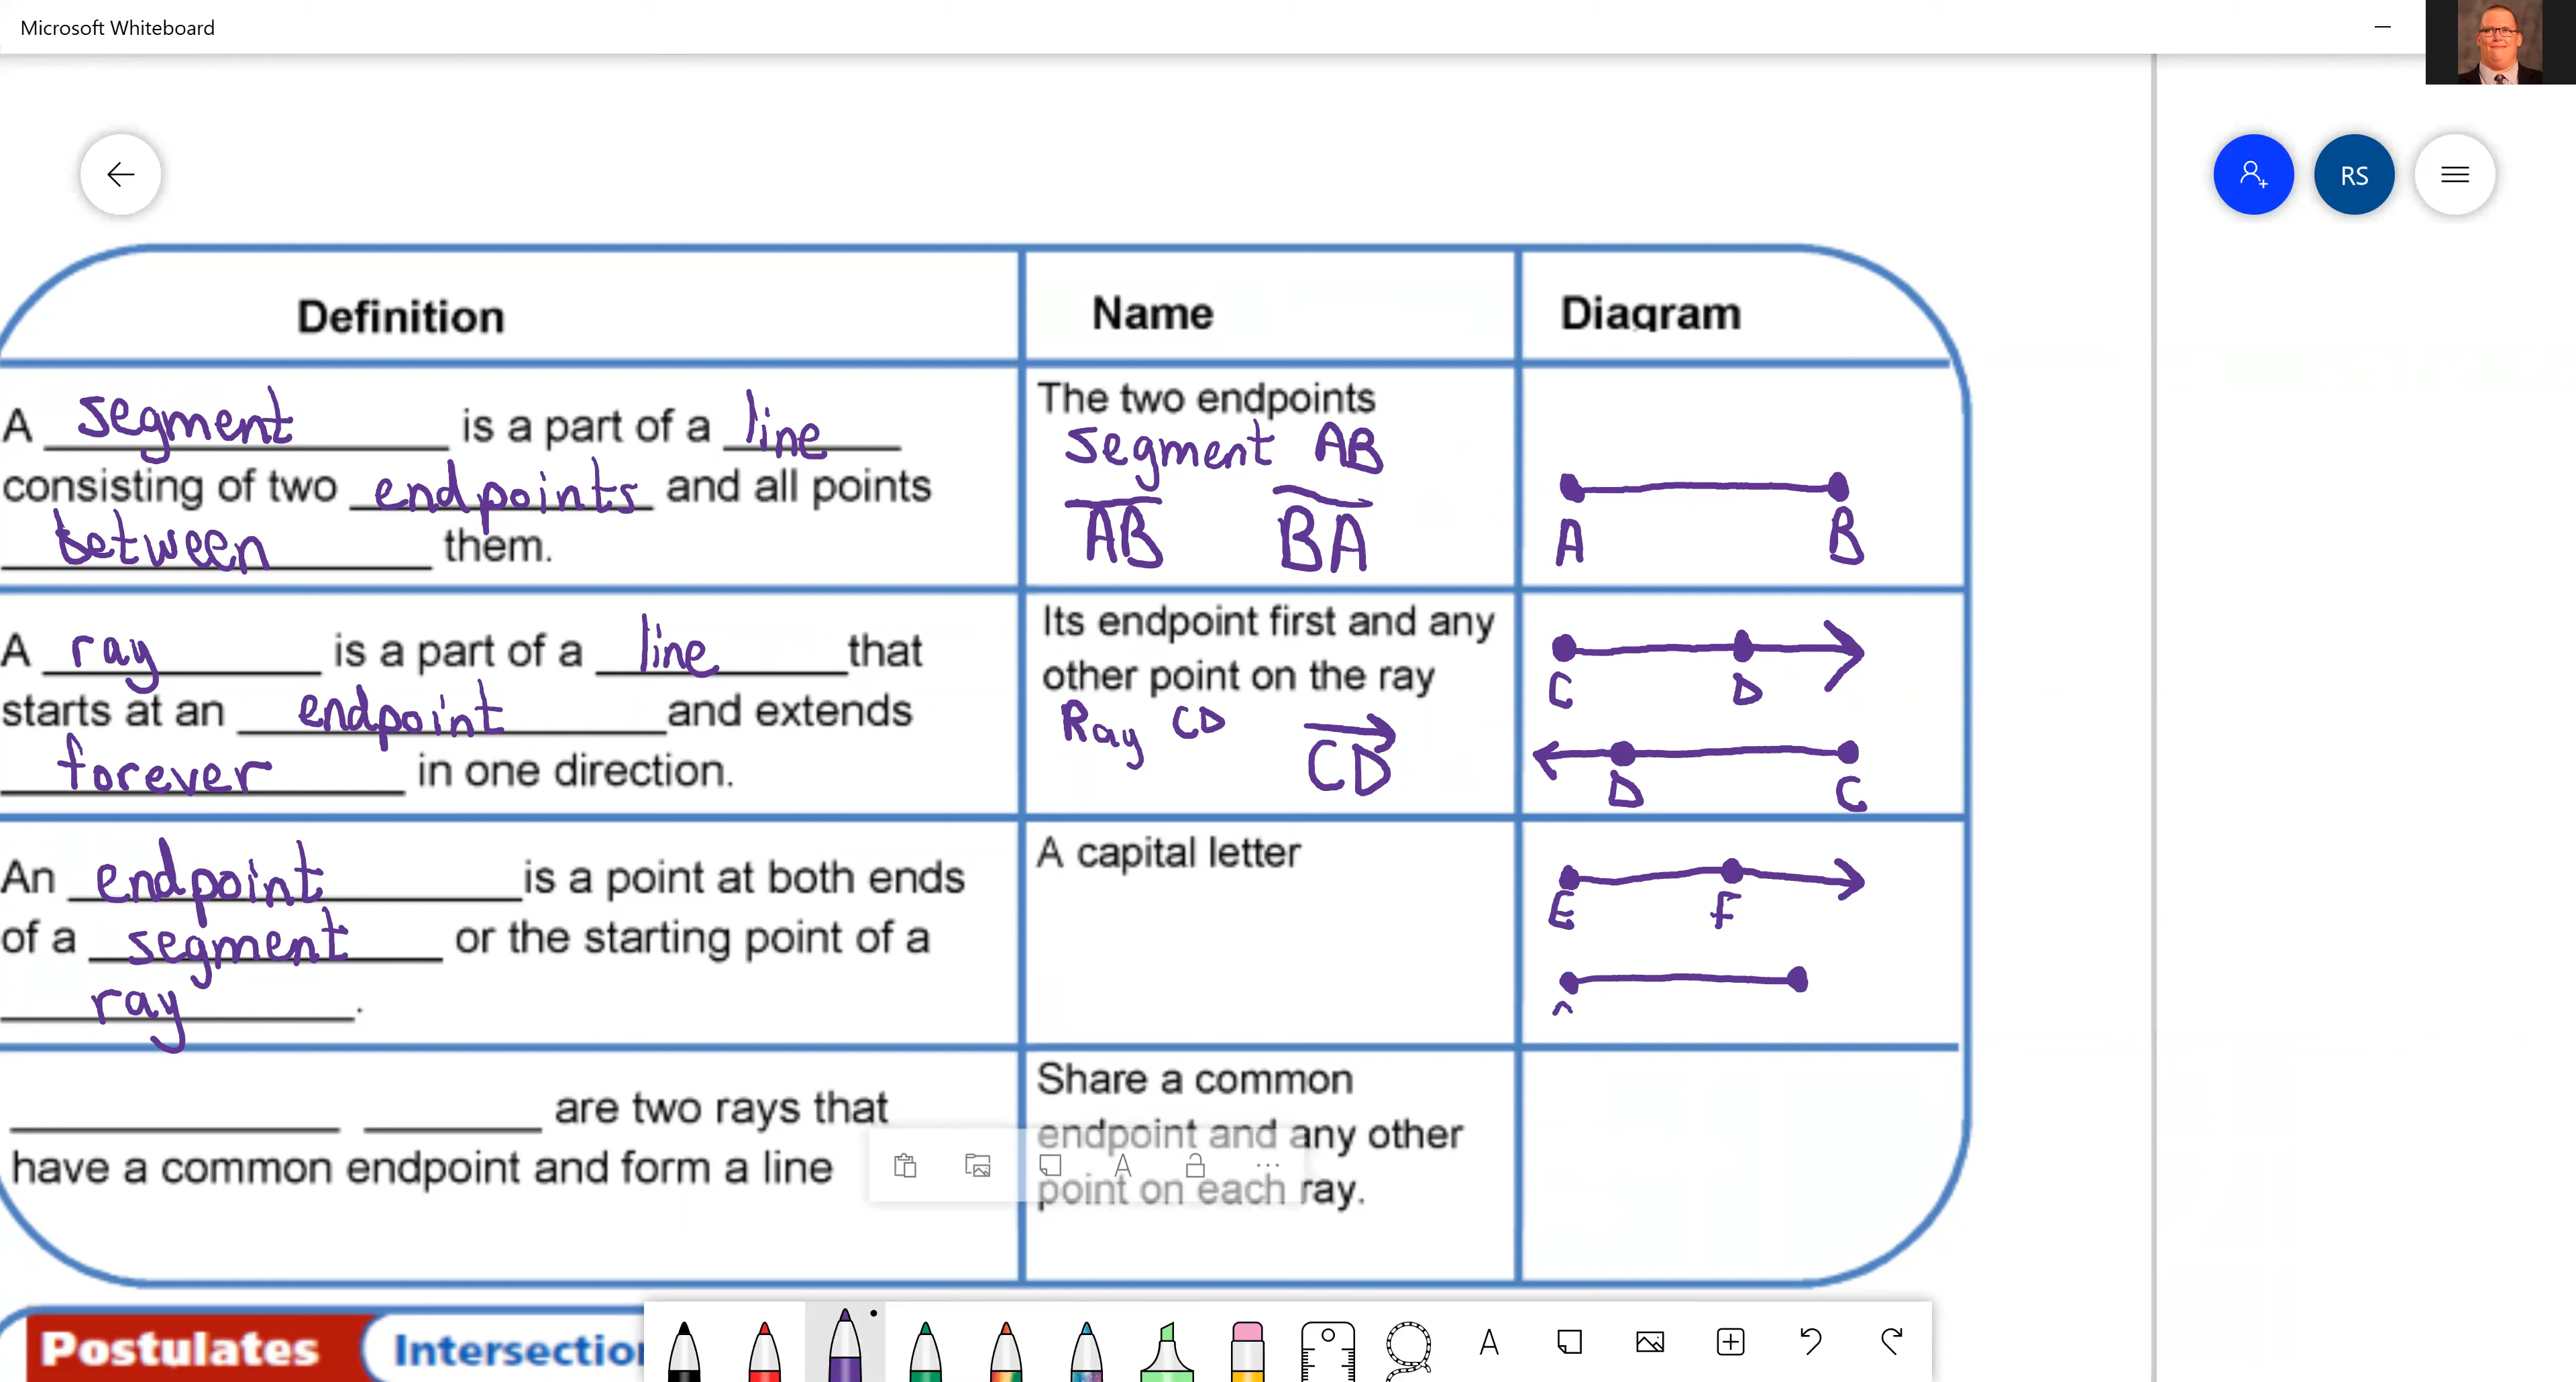 Microsoft Whiteboard
RS
Definition
Name
Diagram
A segment is a part of a line
consisting of two endpoints and all points
between them.
The two endpoints
segment AB
AB BA
A B
A ray is a part of a line that
starts at an endpoint and extends
forever in one direction.
Its endpoint first and any
other point on the ray
Ray CD CD
C D
D C
An endpoint is a point at both ends
of a segment or the starting point of a
ray.
A capital letter
E F
are two rays that
have a common endpoint and form a line
Share a common
endpoint and any other
point on each ray.
Postulates